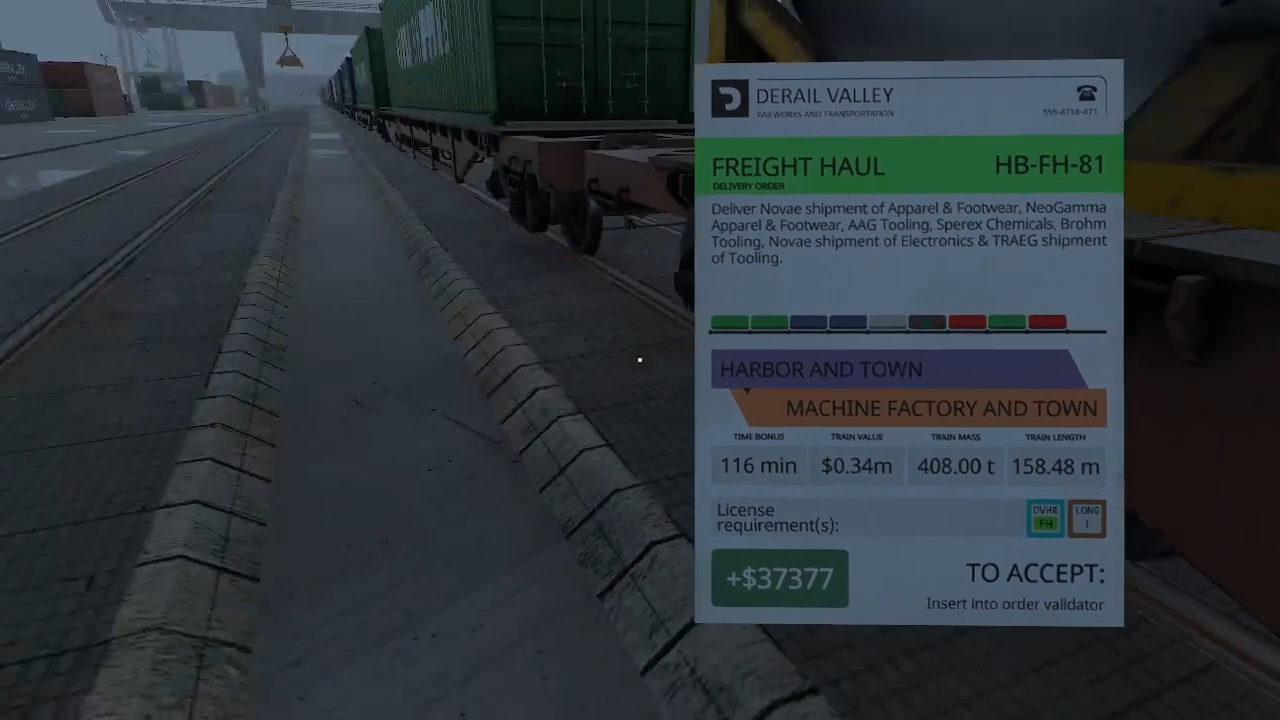 DERAIL VALLEY
RAILWORKS AND TRANSPORTATION
555-6718-471
FREIGHT HAUL
HB-FH-81
DELIVERY ORDER
Deliver Novae shipment of Apparel & Footwear, NeoGamma
Apparel & Footwear, AAG Tooling, Sperex Chemicals, Brohm
Tooling, Novae shipment of Electronics & TRAEG shipment
of Tooling.
HARBOR AND TOWN
MACHINE FACTORY AND TOWN
TIME BONUS TRAIN VALUE TRAIN MASS TRAIN LENGTH
116 min $0.34m 408.00 t 158.48 m
License
requirement(s):
DVHR
FH
LONG
I
+$37377
TO ACCEPT:
Insert into order validator